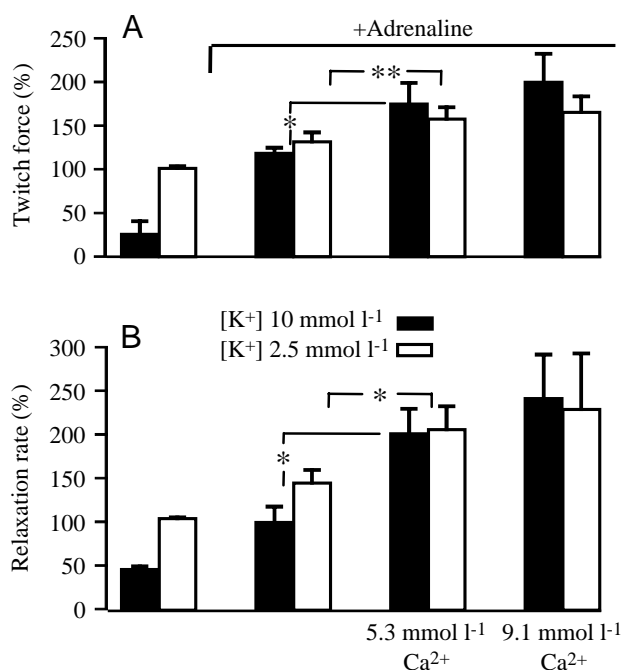 A
+Adrenaline
Twitch force (%)
250
200
150
100
50
0
*
**
B
[K⁺] 10 mmol l⁻¹
[K⁺] 2.5 mmol l⁻¹
Relaxation rate (%)
300
250
200
150
100
50
0
*
*
5.3 mmol l⁻¹
Ca²⁺
9.1 mmol l⁻¹
Ca²⁺